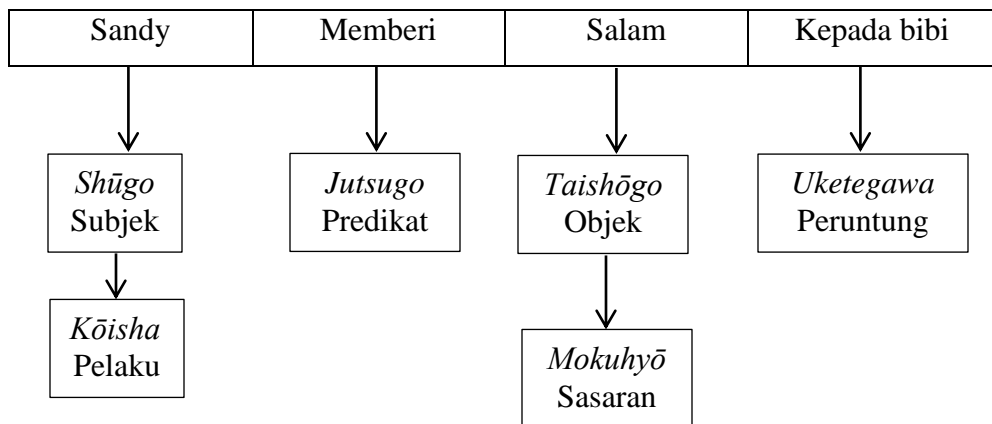 Sandy Memberi Salam Kepada bibi
Shūgo
Subjek
Jutsugo
Predikat
Taishōgo
Objek
Uketegawa
Peruntung
Kōisha
Pelaku
Mokuhyō
Sasaran